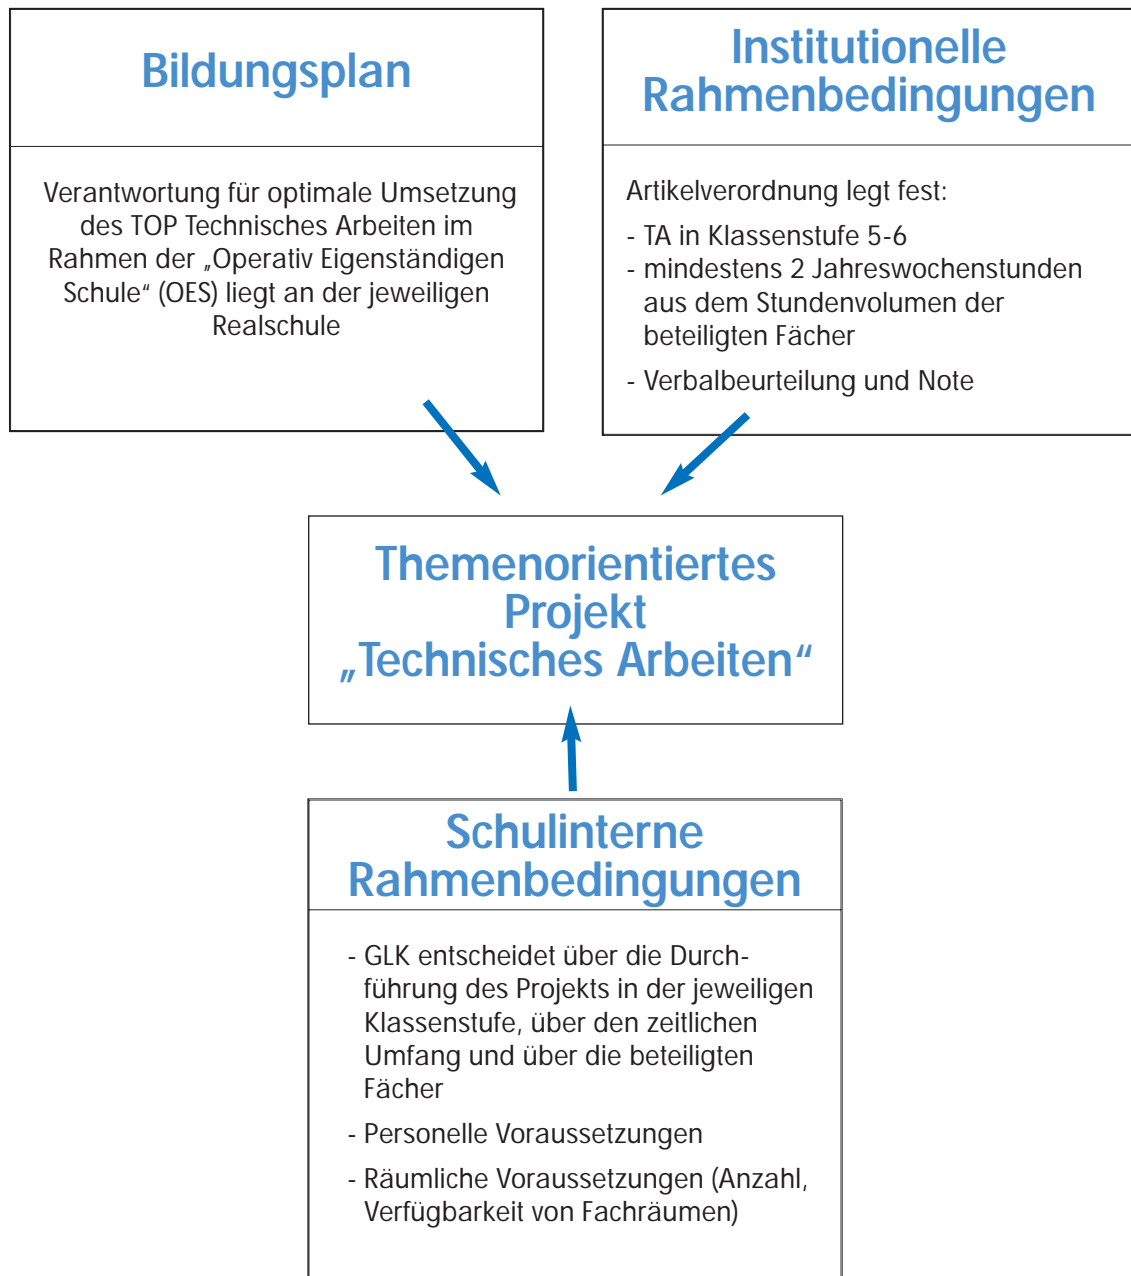 Bildungsplan
Verantwortung für optimale Umsetzung
des TOP Technisches Arbeiten im
Rahmen der „Operativ Eigenständigen
Schule“ (OES) liegt an der jeweiligen
Realschule
Institutionelle
Rahmenbedingungen
Artikelverordnung legt fest:
- TA in Klassenstufe 5-6
- mindestens 2 Jahreswochenstunden
aus dem Stundenvolumen der
beteiligten Fächer
- Verbalbeurteilung und Note
Themenorientiertes
Projekt
„Technisches Arbeiten“
Schulinterne
Rahmenbedingungen
- GLK entscheidet über die Durch-
führung des Projekts in der jeweiligen
Klassenstufe, über den zeitlichen
Umfang und über die beteiligten
Fächer
- Personelle Voraussetzungen
- Räumliche Voraussetzungen (Anzahl,
Verfügbarkeit von Fachräumen)